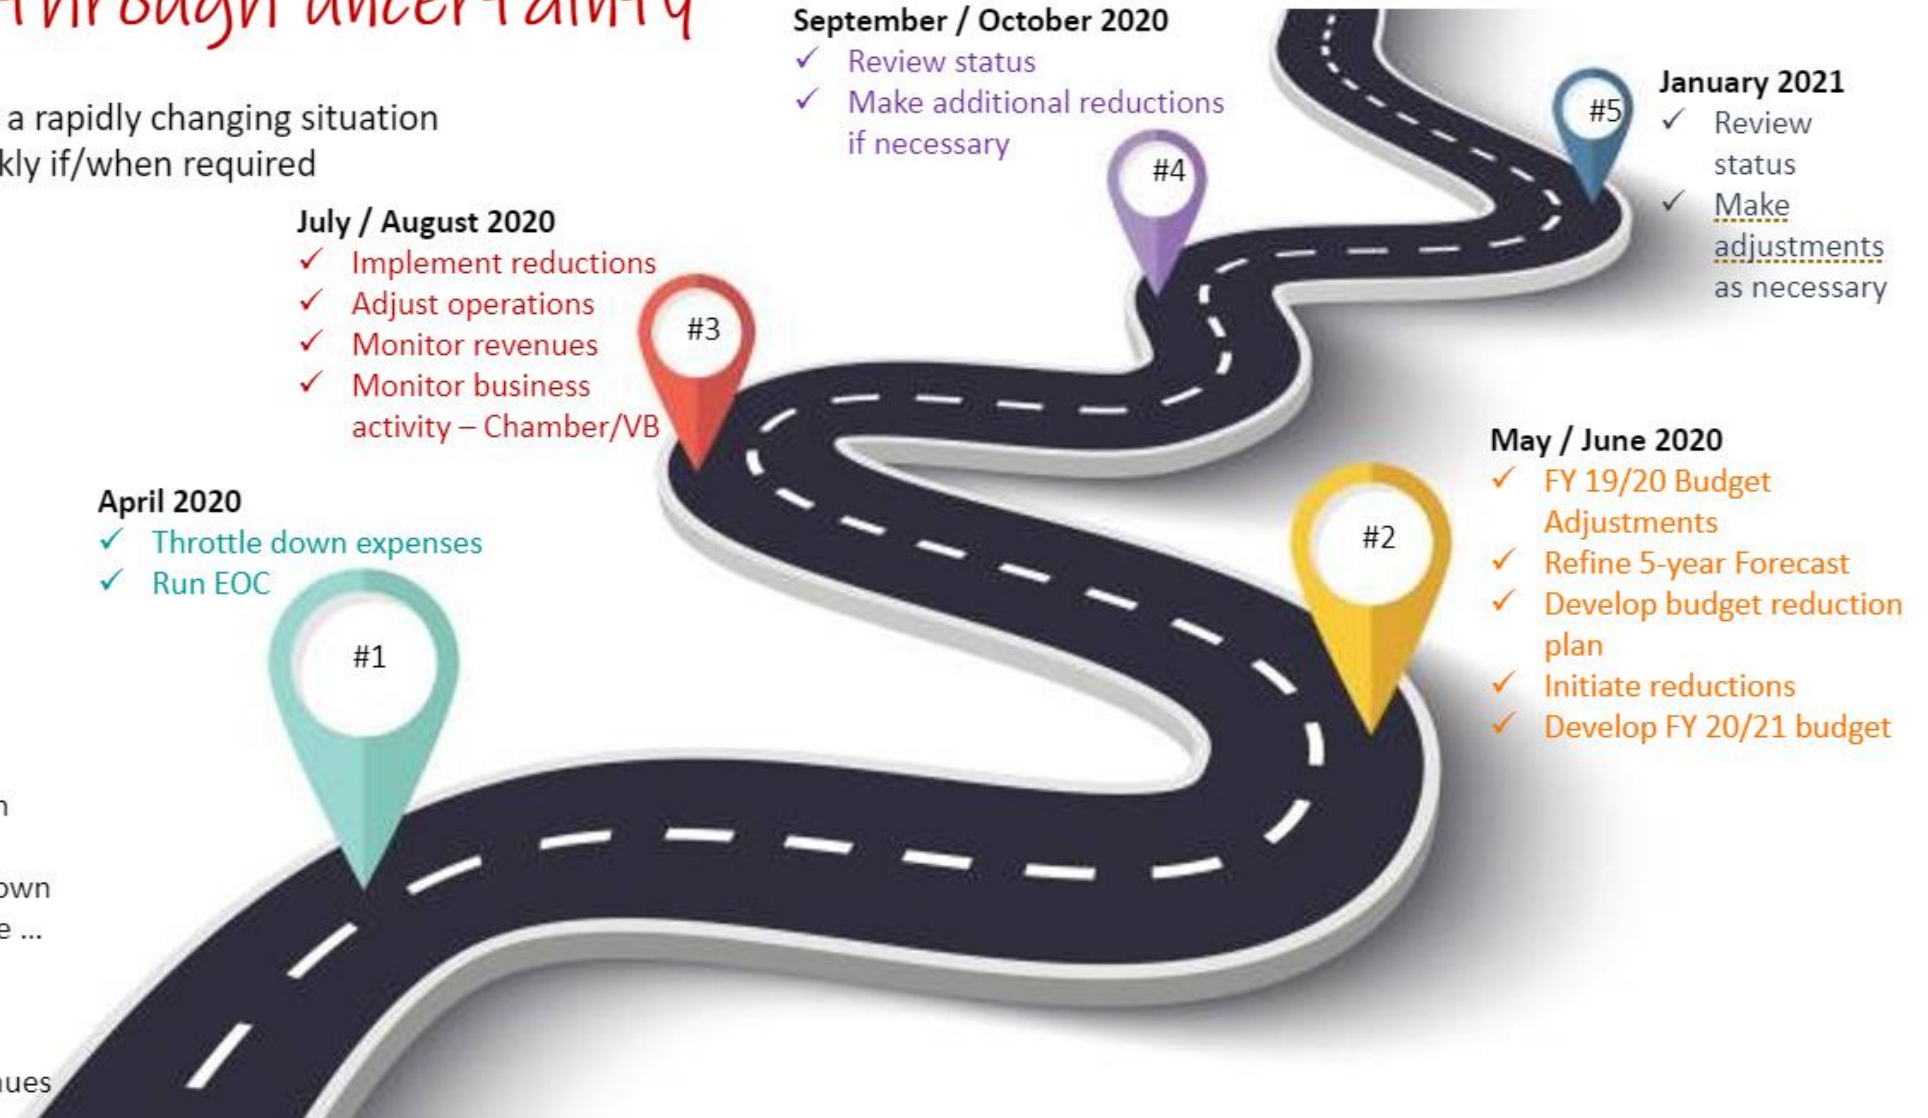 through uncertainty
a rapidly changing situation
if/when required
September / October 2020
✓ Review status
✓ Make additional reductions
if necessary
#4
#5
January 2021
✓ Review
status
✓ Make
adjustments
as necessary
July / August 2020
✓ Implement reductions
✓ Adjust operations
✓ Monitor revenues
✓ Monitor business
activity – Chamber/VB
#3
May / June 2020
✓ FY 19/20 Budget
Adjustments
✓ Refine 5-year Forecast
✓ Develop budget reduction
plan
✓ Initiate reductions
✓ Develop FY 20/21 budget
#2
April 2020
✓ Throttle down expenses
✓ Run EOC
#1
...